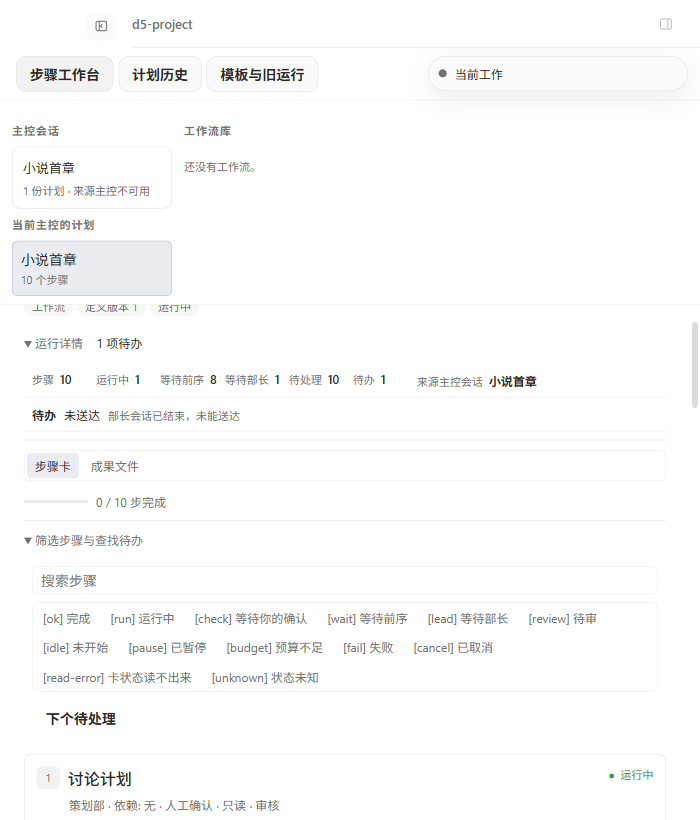 d5-project
步骤工作台 计划历史 模板与旧运行 当前工作
主控会话 工作流库
小说首章 还没有工作流。
1 份计划 · 来源主控不可用
当前主控的计划
小说首章
10 个步骤
工作流 定义版本 1 运行中
▼ 运行详情 1 项待办
步骤 10 运行中 1 等待前序 8 等待部长 1 待处理 10 待办 1 来源主控会话 小说首章
待办 未送达 部长会话已结束，未能送达
步骤卡 成果文件
0 / 10 步完成
▼ 筛选步骤与查找待办
搜索步骤
[ok] 完成 [run] 运行中 [check] 等待你的确认 [wait] 等待前序 [lead] 等待部长 [review] 待审
[idle] 未开始 [pause] 已暂停 [budget] 预算不足 [fail] 失败 [cancel] 已取消
[read-error] 卡状态读不出来 [unknown] 状态未知
下个待处理
1 讨论计划 运行中
策划部 · 依赖: 无 · 人工确认 · 只读 · 审核